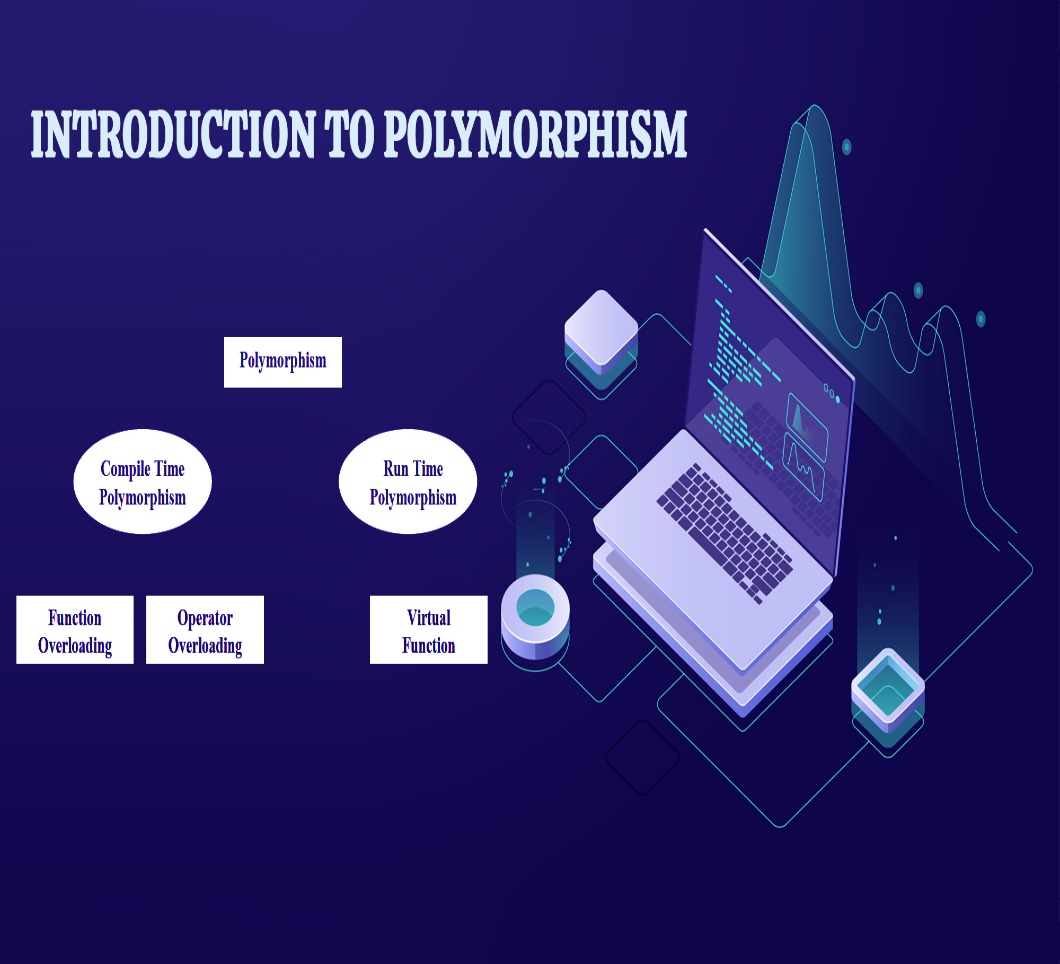 INTRODUCTION TO POLYMORPHISM
Polymorphism
Compile Time
Polymorphism
Run Time
Polymorphism
Function
Overloading
Operator
Overloading
Virtual
Function